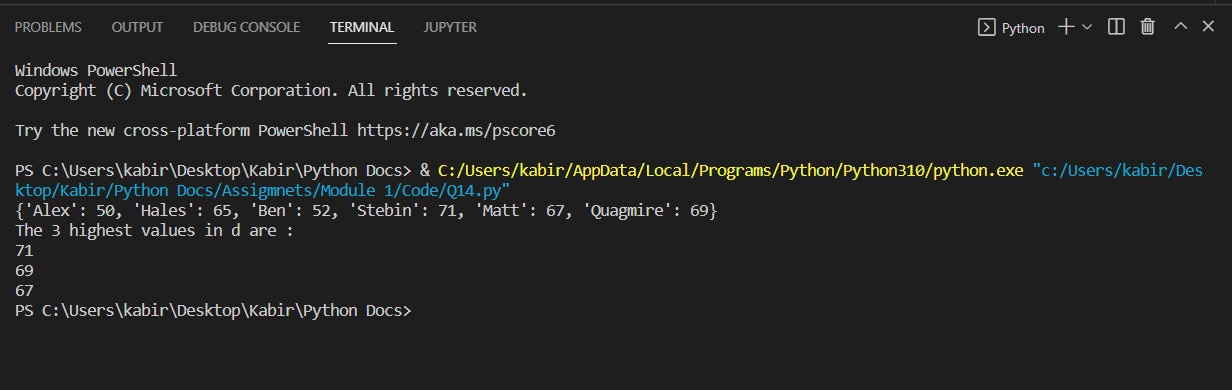 PROBLEMS OUTPUT DEBUG CONSOLE TERMINAL JUPYTER Python
Windows PowerShell
Copyright (C) Microsoft Corporation. All rights reserved.
Try the new cross-platform PowerShell https://aka.ms/pscore6
PS C:\Users\kabir\Desktop\Kabir\Python Docs> & C:/Users/kabir/AppData/Local/Programs/Python/Python310/python.exe "c:/Users/kabir/Des
ktop/Kabir/Python Docs/Assigmnets/Module 1/Code/Q14.py"
{'Alex': 50, 'Hales': 65, 'Ben': 52, 'Stebin': 71, 'Matt': 67, 'Quagmire': 69}
The 3 highest values in d are :
71
69
67
PS C:\Users\kabir\Desktop\Kabir\Python Docs>